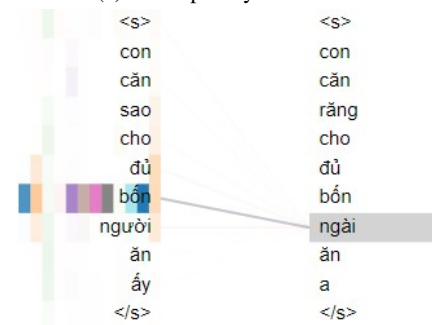 <s> <s>
con con
căn căn
sao răng
cho cho
đủ đủ
bốn bốn
người ngài
ăn ăn
ấy a
</s> </s>